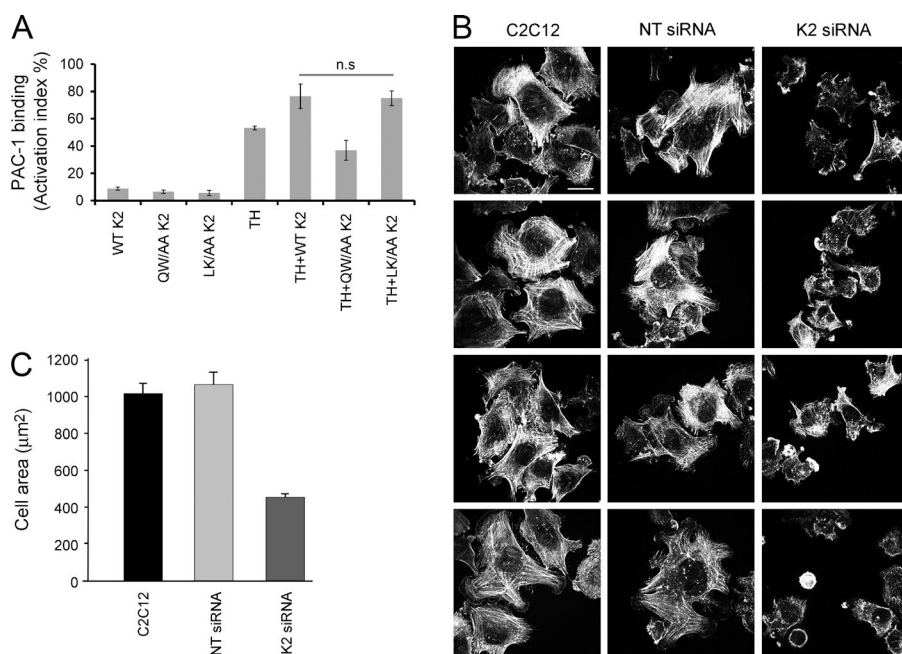 A
PAC-1 binding
(Activation index %)
100
80
60
40
20
0
n.s
WT K2
QW/AA K2
LK/AA K2
TH
TH+WT K2
TH+QW/AA K2
TH+LK/AA K2
B
C2C12
NT siRNA
K2 siRNA
C
Cell area (µm2)
1200
1000
800
600
400
200
0
C2C12
NT siRNA
K2 siRNA